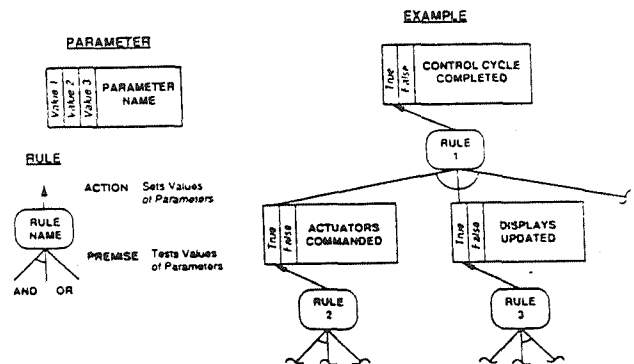 EXAMPLE
PARAMETER
Value 1
Value 2
Value 3
PARAMETER
NAME
True
False
CONTROL CYCLE
COMPLETED
RULE
ACTION Sets Values
of Parameters
RULE
NAME
PREMISE Tests Values
of Parameters
AND OR
RULE
1
True
False
ACTUATORS
COMMANDED
True
False
DISPLAYS
UPDATED
RULE
2
RULE
3